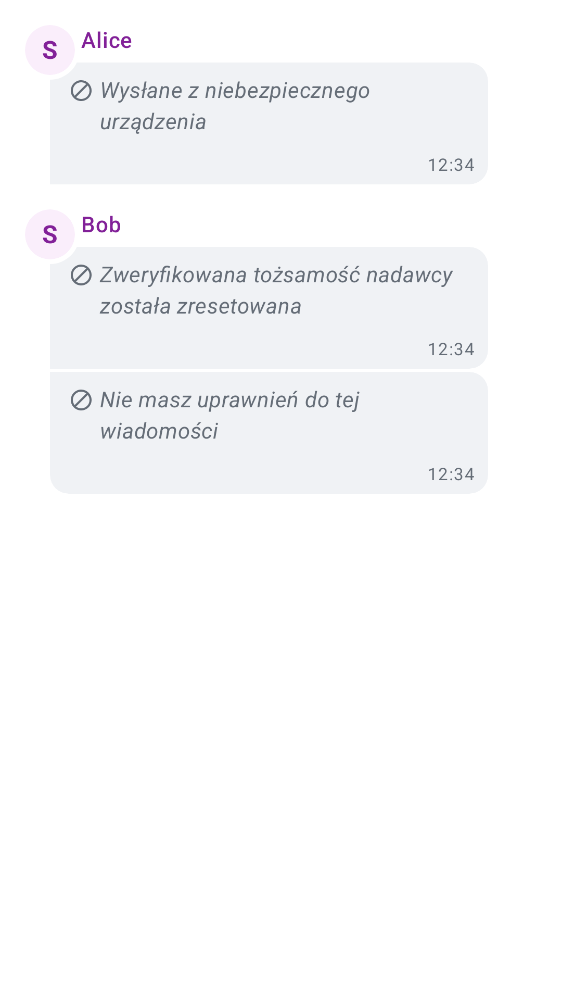 S
Alice
Wysłane z niebezpiecznego
urządzenia
12:34
S
Bob
Zweryfikowana tożsamość nadawcy
została zresetowana
12:34
Nie masz uprawnień do tej
wiadomości
12:34